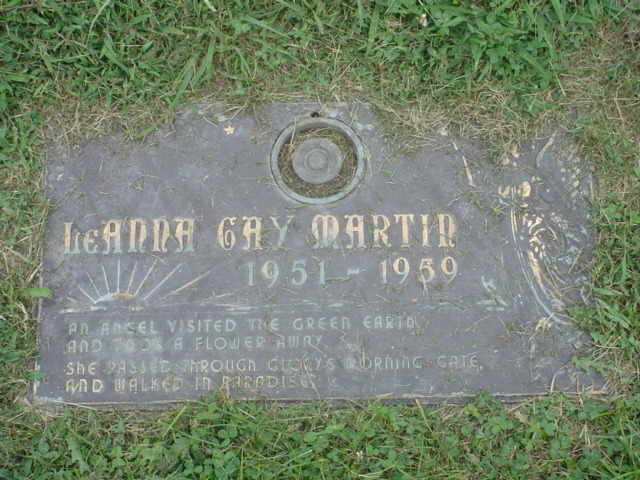 LeANNA GAY MARTIN
1951 - 1959
AN ANGEL VISITED THE GREEN EARTH,
AND TOOK A FLOWER AWAY.
SHE PASSED THROUGH GLORY'S MORNING GATE,
AND WALKED IN PARADISE.